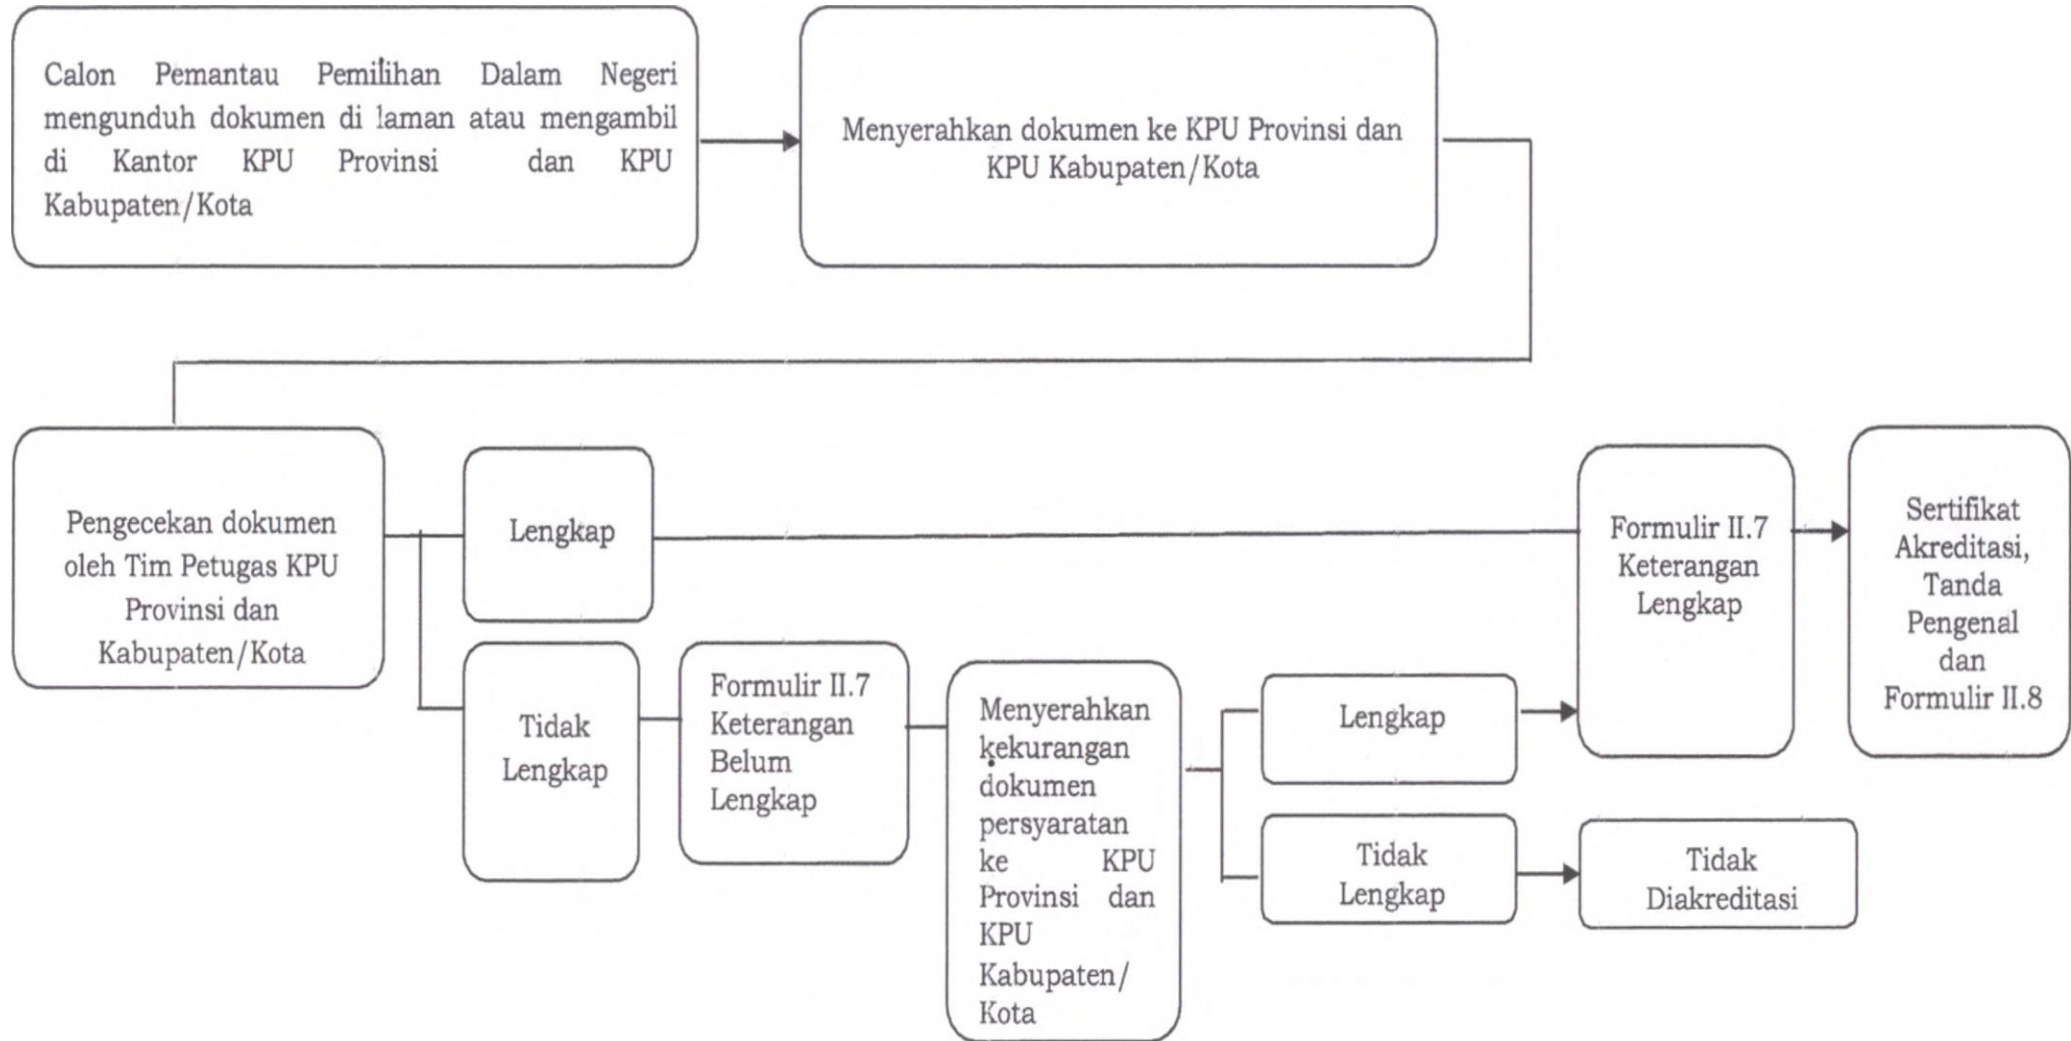 Calon Pemantau Pemilihan Dalam Negeri
mengunduh dokumen di laman atau mengambil
di Kantor KPU Provinsi dan KPU
Kabupaten/Kota
Menyerahkan dokumen ke KPU Provinsi dan
KPU Kabupaten/Kota
Pengecekan dokumen
oleh Tim Petugas KPU
Provinsi dan
Kabupaten/Kota
Lengkap
Tidak
Lengkap
Formulir II.7
Keterangan
Belum
Lengkap
Menyerahkan
kekurangan
dokumen
persyaratan
ke KPU
Provinsi dan
KPU
Kabupaten/
Kota
Lengkap
Tidak
Lengkap
Formulir II.7
Keterangan
Lengkap
Tidak
Diakreditasi
Sertifikat
Akreditasi,
Tanda
Pengenal
dan
Formulir II.8